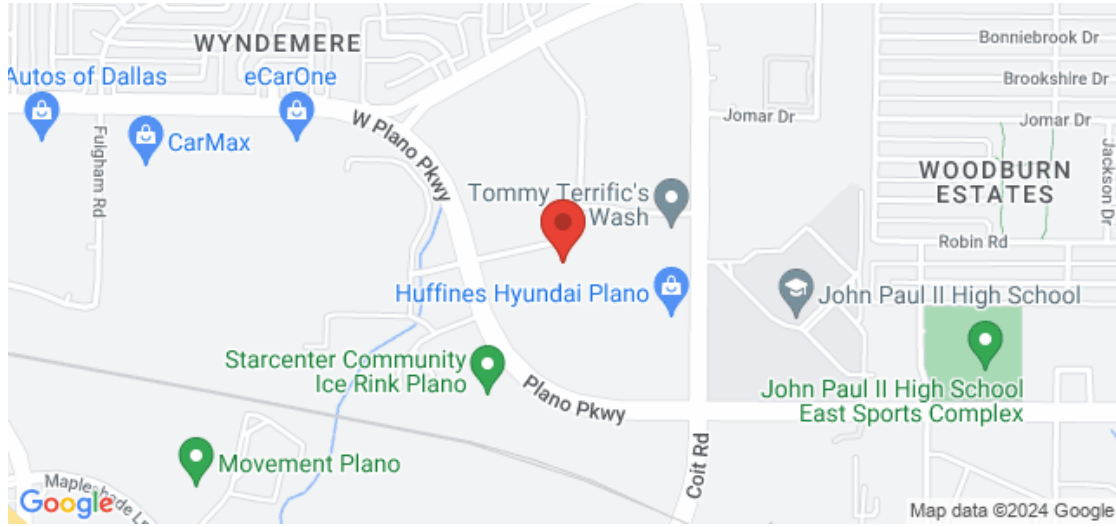 Bonniebrook Dr
WYNDEMERE
Autos of Dallas
eCarOne
Brookshire Dr
CarMax
W Plano Pkwy
Jomar Dr
Jomar Dr
Fulgham Rd
Jackson Dr
WOODBURN
ESTATES
Tommy Terrific's
Wash
Robin Rd
Huffines Hyundai Plano
John Paul II High School
Starcenter Community
Ice Rink Plano
Plano Pkwy
John Paul II High School
East Sports Complex
Coit Rd
Movement Plano
Mapleshade Ln
Google
Map data ©2024 Google